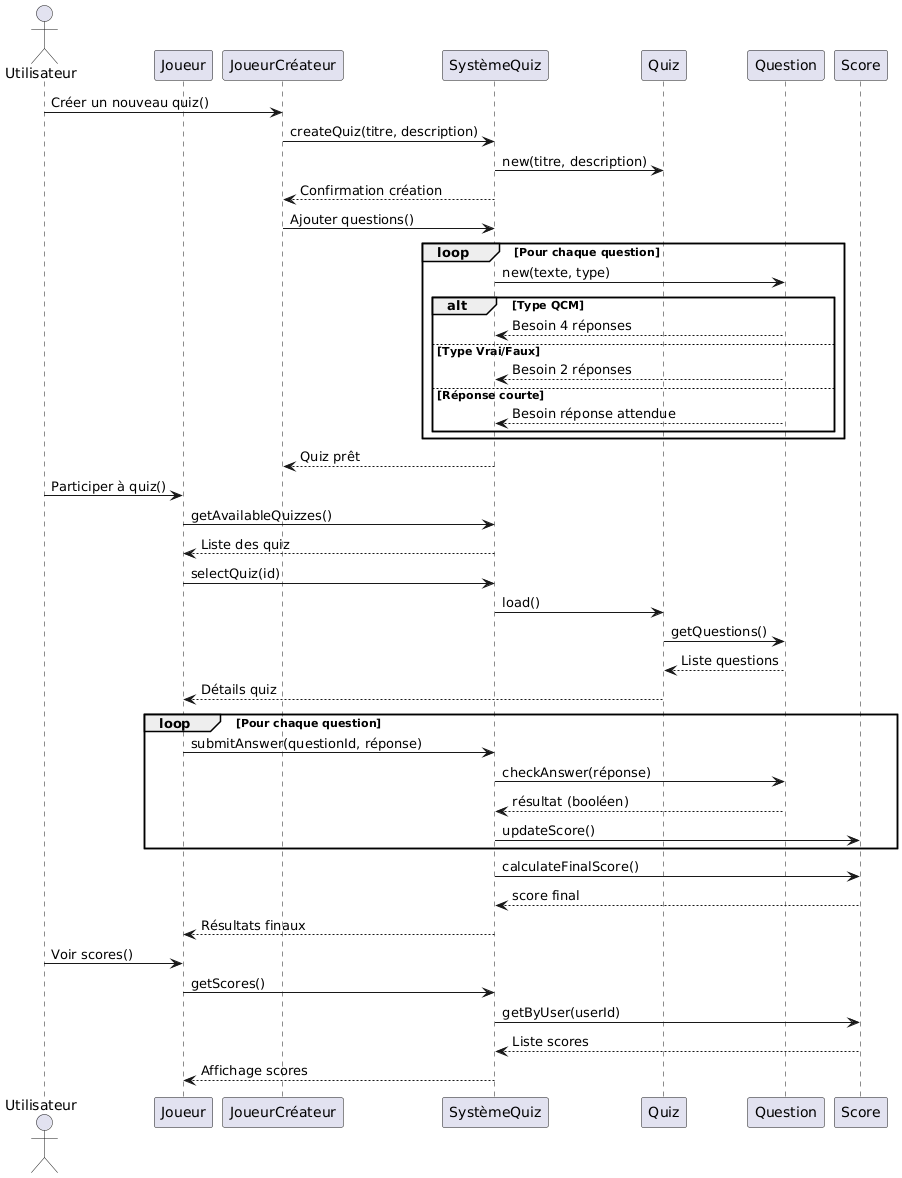 Utilisateur
Joueur
JoueurCréateur
SystèmeQuiz
Quiz
Question
Score
Créer un nouveau quiz()
createQuiz(titre, description)
new(titre, description)
Confirmation création
Ajouter questions()
loop
[Pour chaque question]
new(texte, type)
alt
[Type QCM]
Besoin 4 réponses
[Type Vrai/Faux]
Besoin 2 réponses
[Réponse courte]
Besoin réponse attendue
Quiz prêt
Participer à quiz()
getAvailableQuizzes()
Liste des quiz
selectQuiz(id)
load()
getQuestions()
Liste questions
Détails quiz
loop
[Pour chaque question]
submitAnswer(questionId, réponse)
checkAnswer(réponse)
résultat (booléen)
updateScore()
calculateFinalScore()
score final
Résultats finaux
Voir scores()
getScores()
getByUser(userId)
Liste scores
Affichage scores
Utilisateur
Joueur
JoueurCréateur
SystèmeQuiz
Quiz
Question
Score